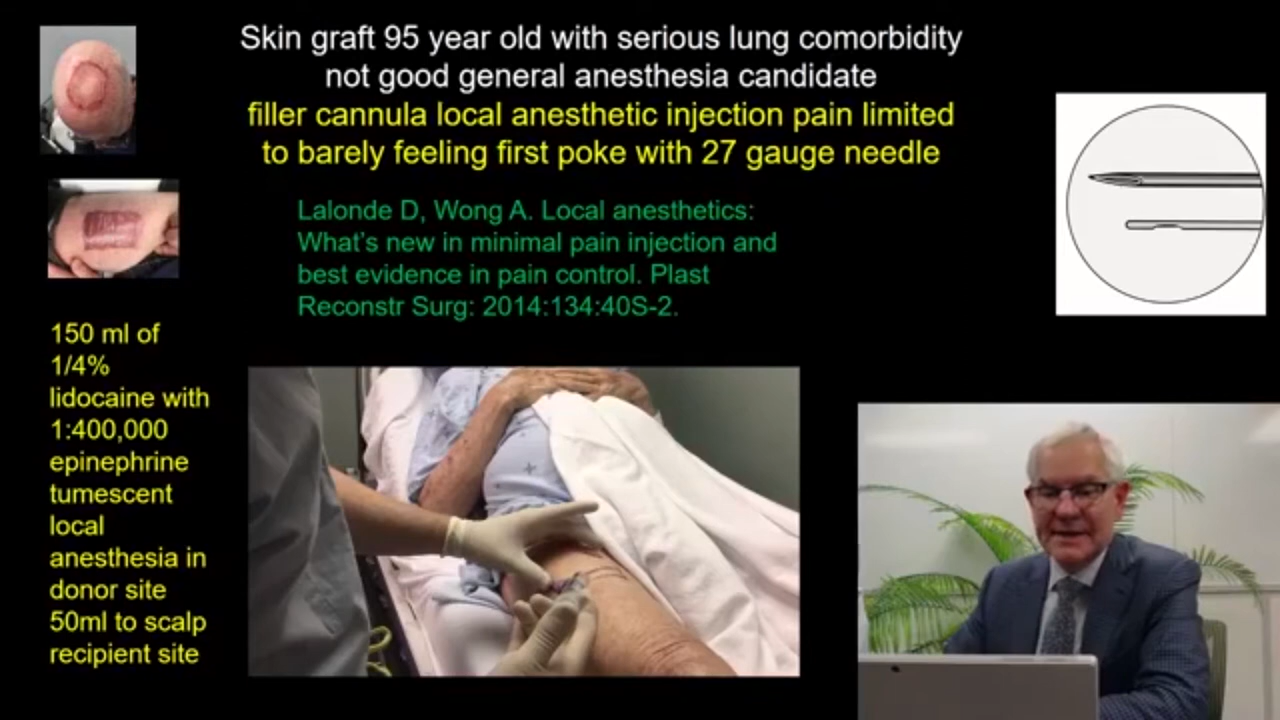 Skin graft 95 year old with serious lung comorbidity
not good general anesthesia candidate
filler cannula local anesthetic injection pain limited
to barely feeling first poke with 27 gauge needle
Lalonde D, Wong A. Local anesthetics:
What's new in minimal pain injection and
best evidence in pain control. Plast
Reconstr Surg: 2014:134:40S-2.
150 ml of
1/4%
lidocaine with
1:400,000
epinephrine
tumescent
local
anesthesia in
donor site
50ml to scalp
recipient site